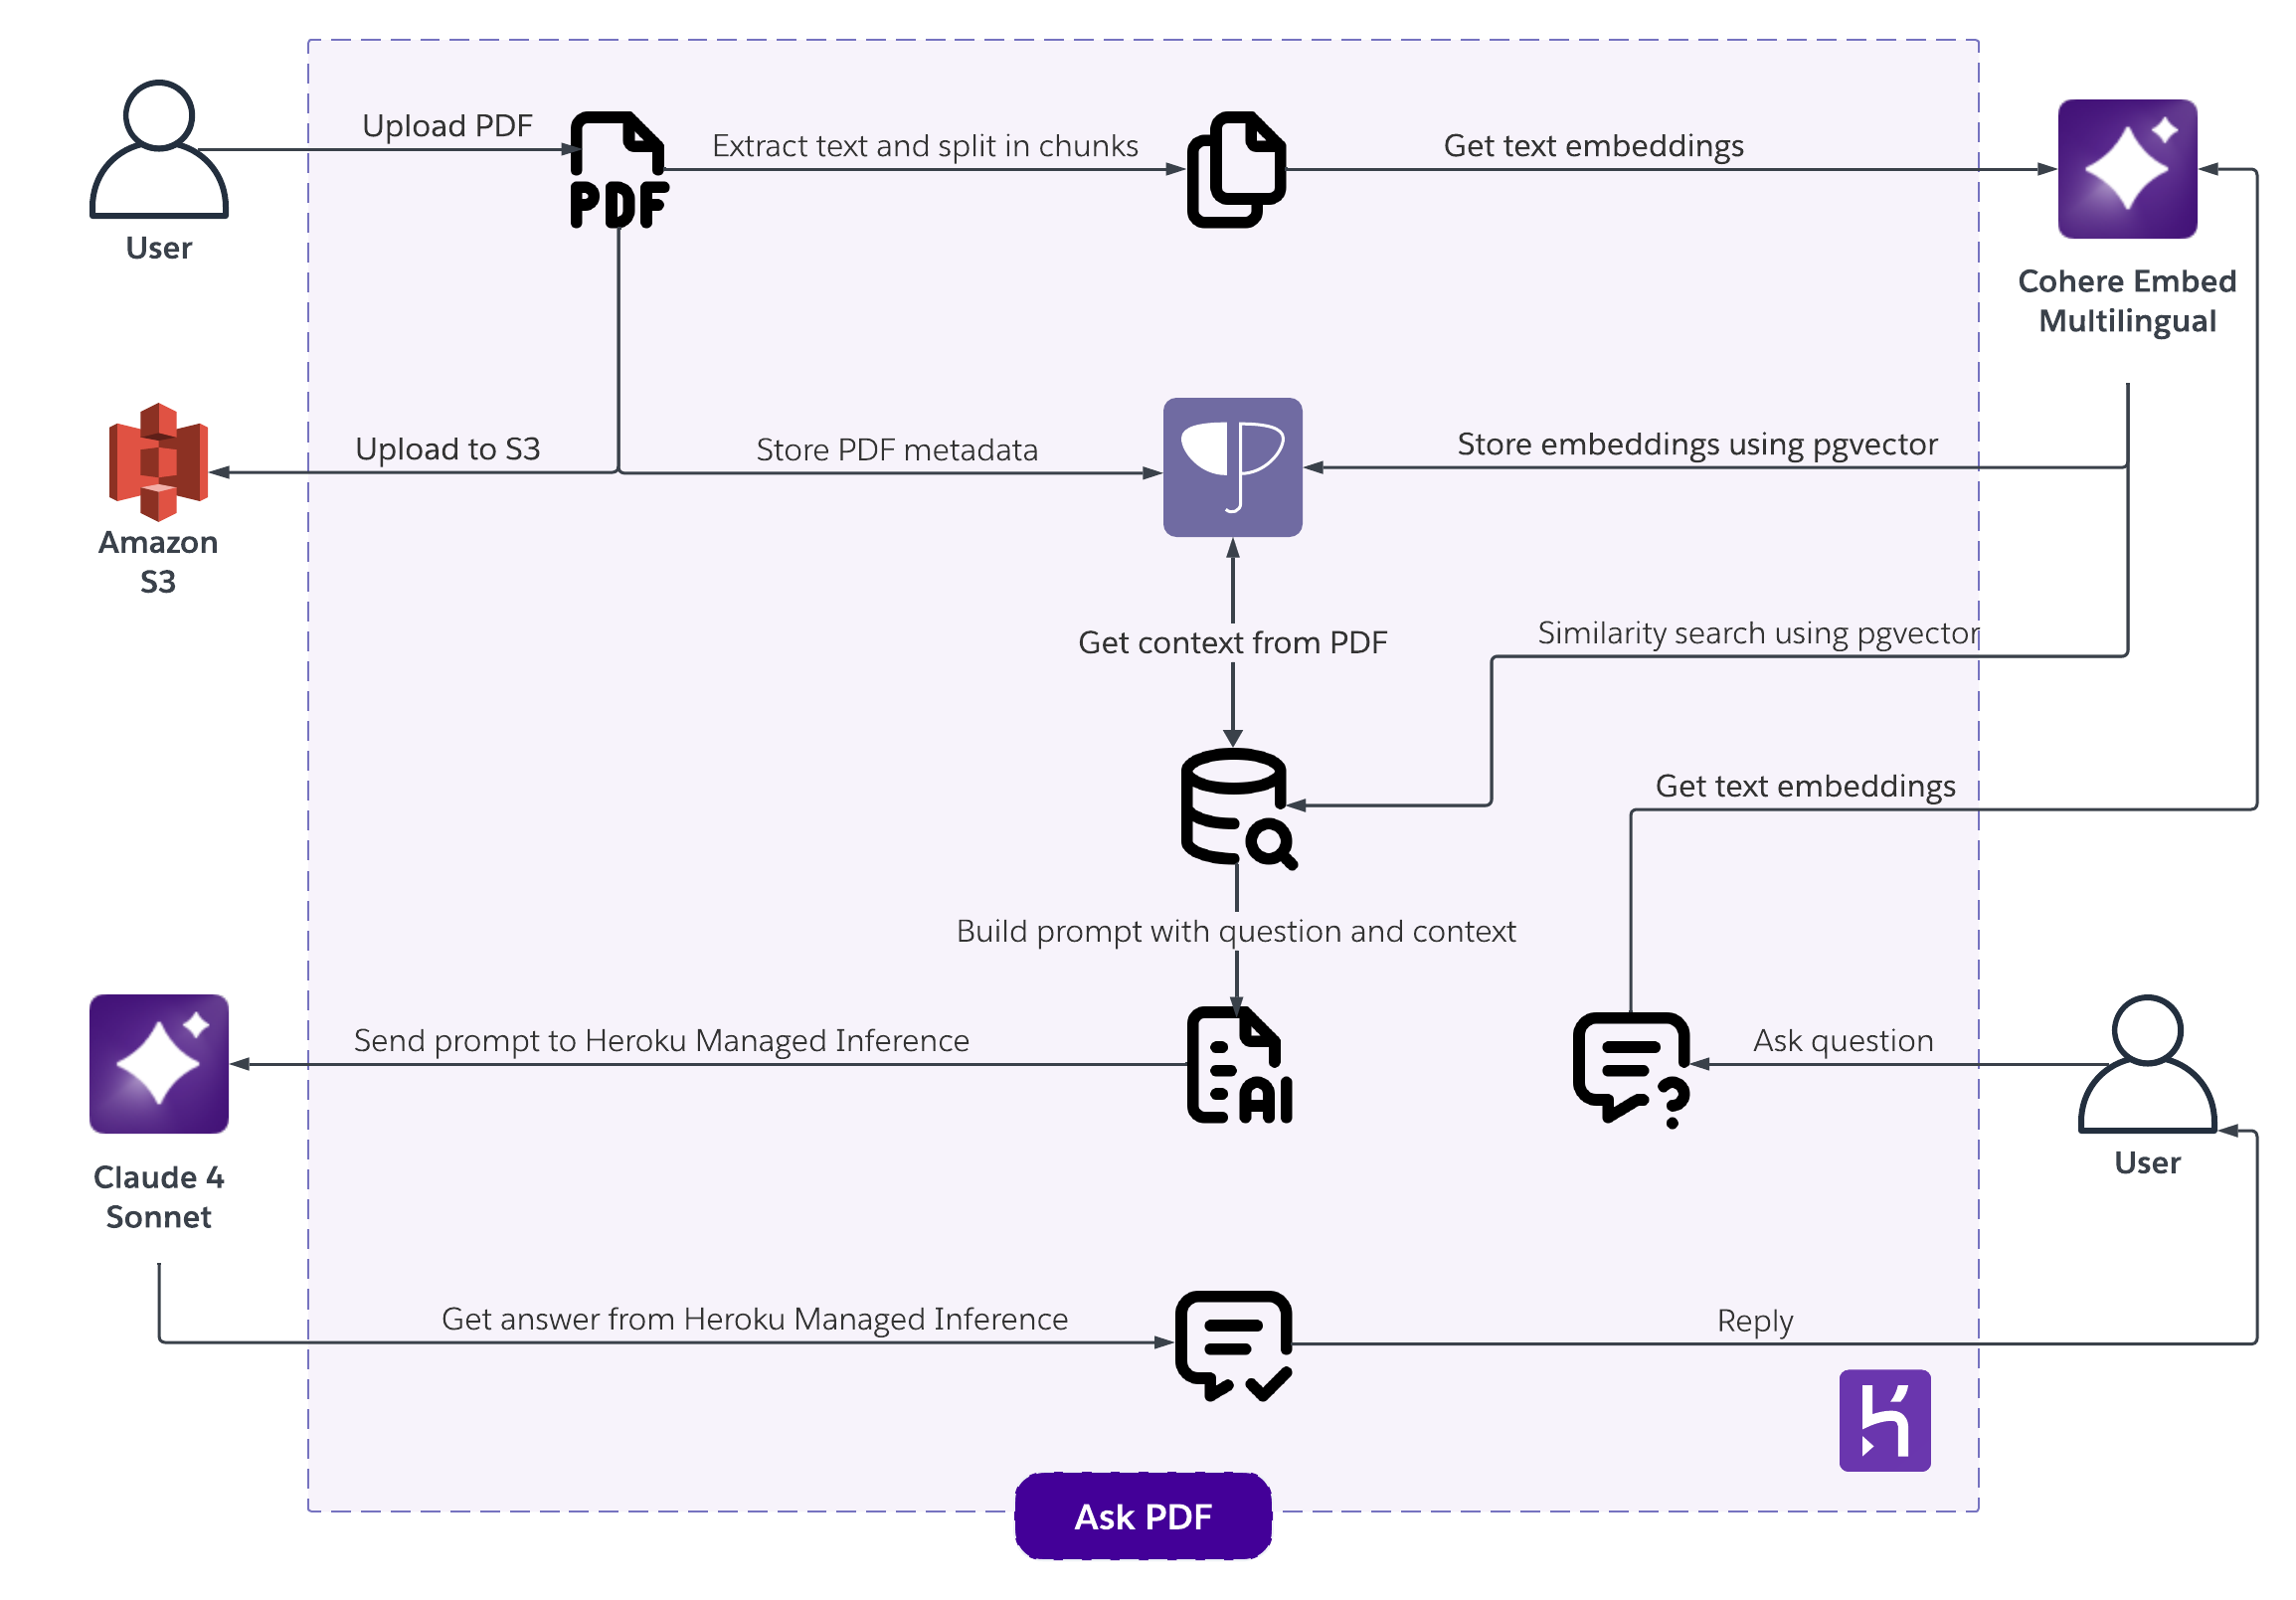 Upload PDF
Extract text and split in chunks
Get text embeddings
PDF
User
Cohere Embed
Multilingual
Upload to S3
Store PDF metadata
Store embeddings using pgvector
Amazon
S3
Get context from PDF
Similarity search using pgvector
Get text embeddings
Build prompt with question and context
Send prompt to Heroku Managed Inference
AI
Ask question
?
User
Claude 4
Sonnet
Get answer from Heroku Managed Inference
Reply
Ask PDF